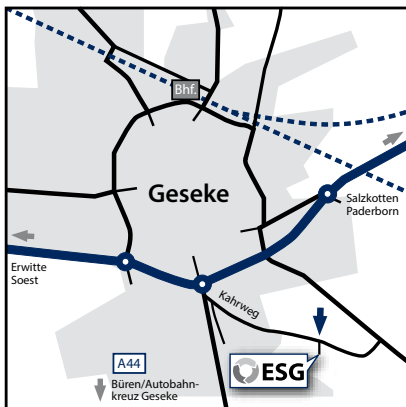 Bhf.
Geseke
Salzkotten
Paderborn
Erwitte
Soest
Kahrweg
A44
ESG
Büren/Autobahn-
kreuz Geseke